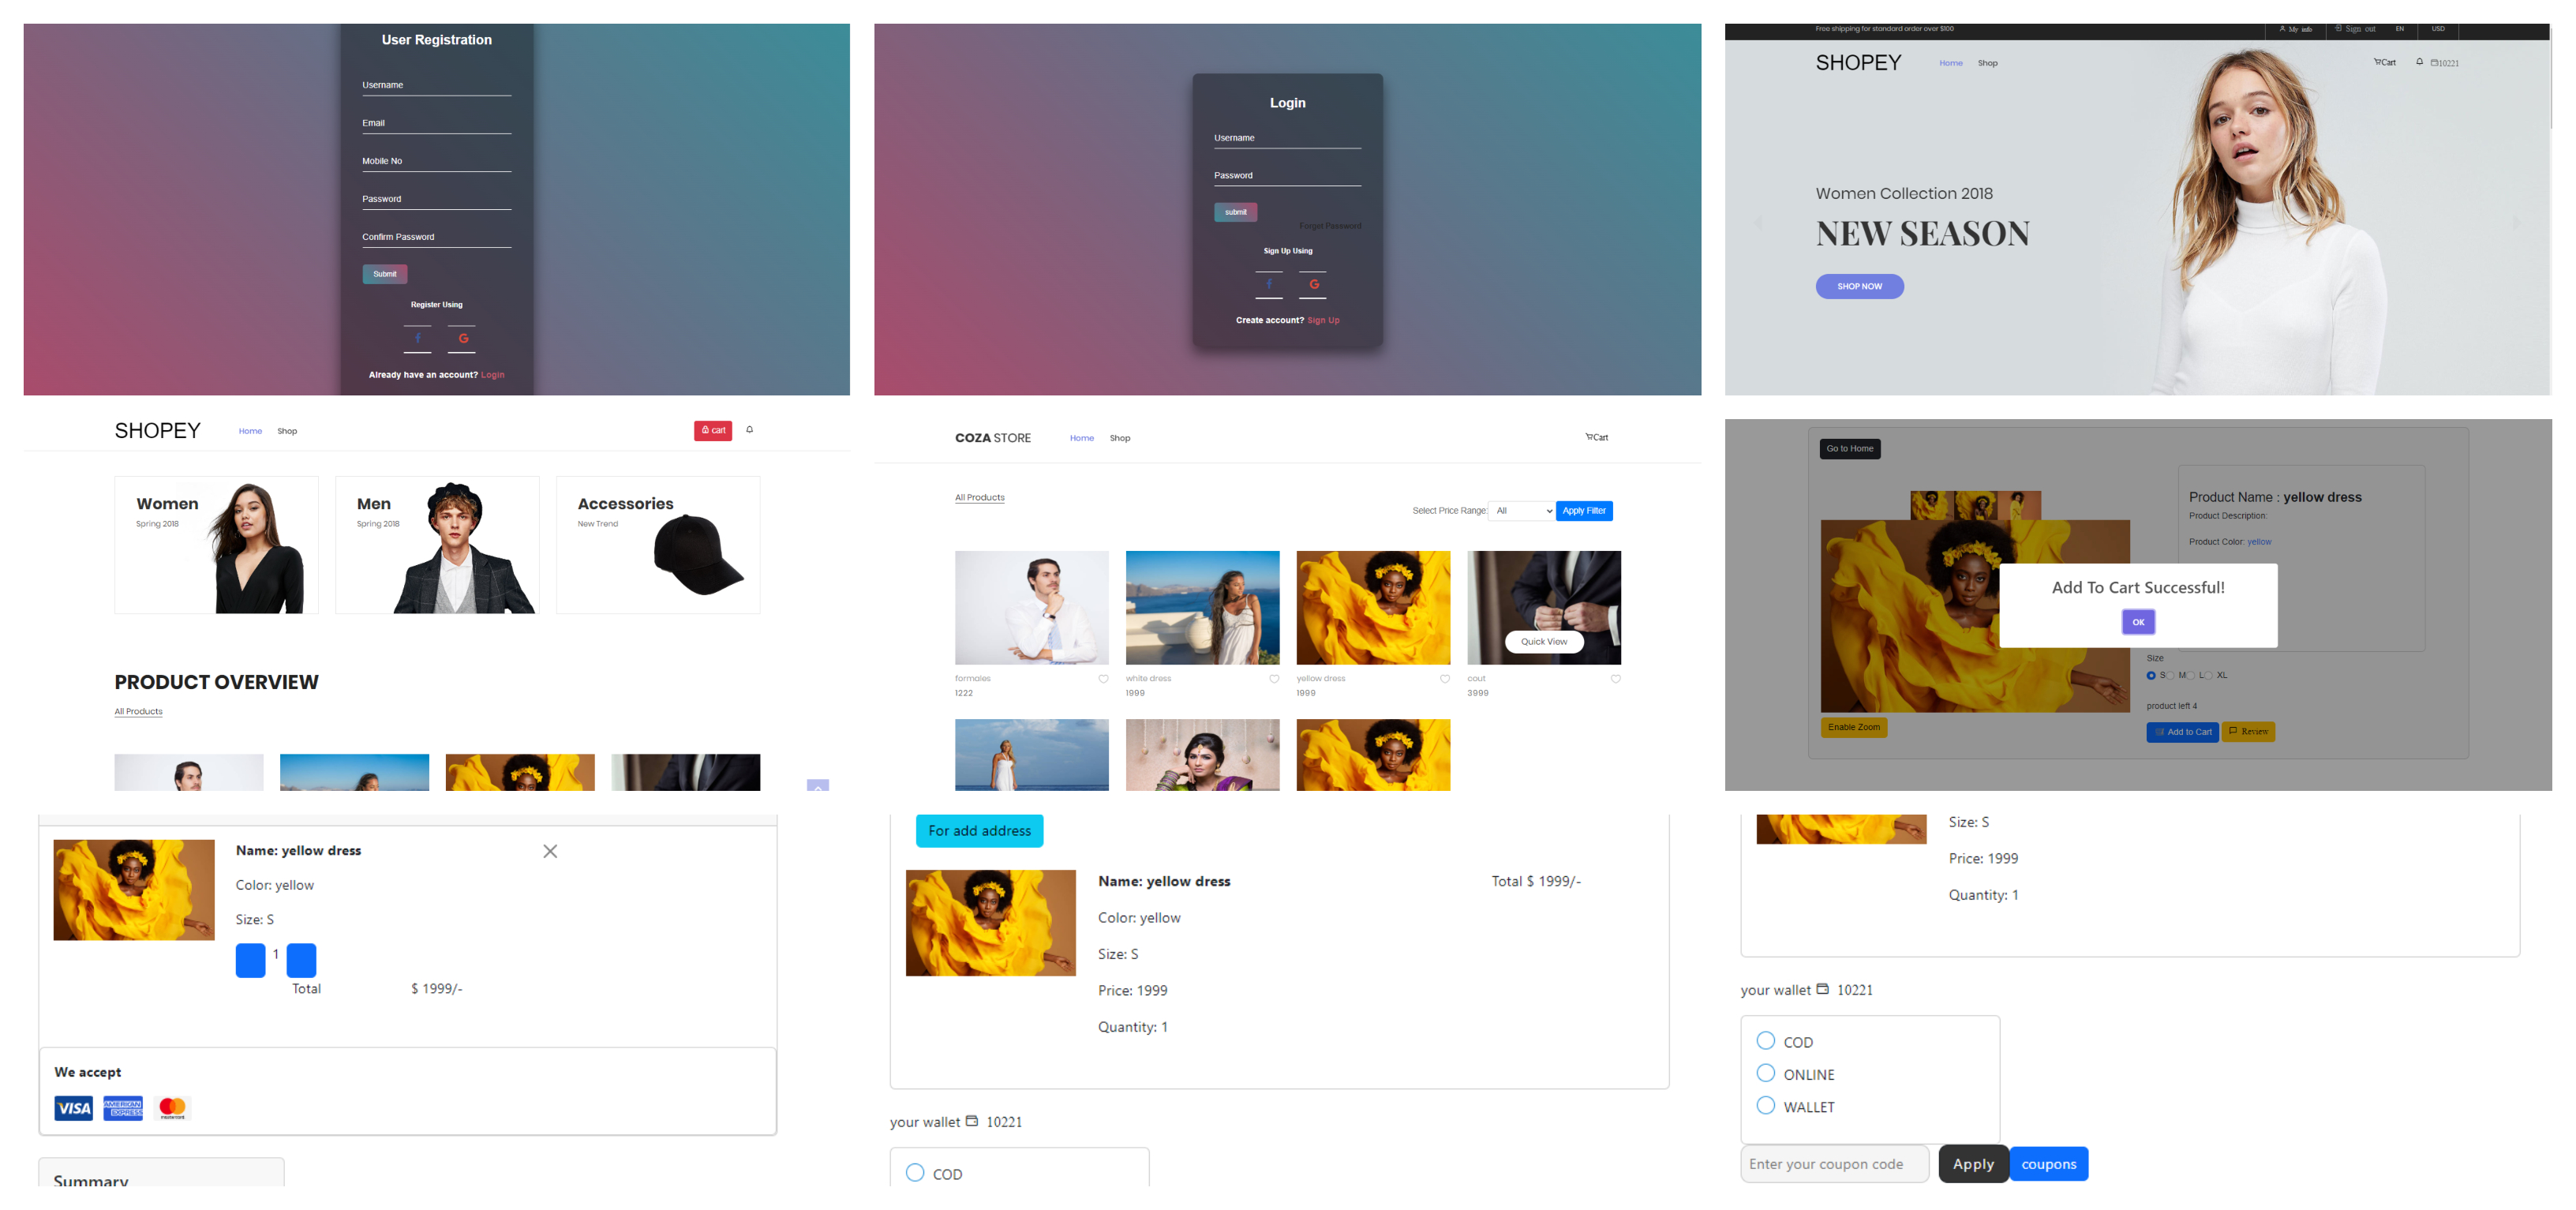 User Registration
Username
Email
Mobile No
Password
Confirm Password
Submit
Register Using
f G
Already have an account? Login
Login
Username
Password
submit
Forget Password
Sign Up Using
f G
Create account? Sign Up
Free shipping for standard order over $100
My info Sign out EN USD
SHOPEY Home Shop Cart 10221
Women Collection 2018
NEW SEASON
SHOP NOW
SHOPEY Home Shop cart
Women
Spring 2018
Men
Spring 2018
Accessories
New Trend
PRODUCT OVERVIEW
All Products
COZA STORE Home Shop Cart
All Products
Select Price Range: All Apply Filter
Quick View
formales
1222
white dress
1999
yellow dress
1999
cout
3999
Go to Home
Product Name : yellow dress
Product Description:
Product Color: yellow
Add To Cart Successful!
OK
Size
S M L XL
product left 4
Enable Zoom
Add to Cart Review
Name: yellow dress
Color: yellow
Size: S
1
Total $ 1999/-
We accept
VISA AMERICAN EXPRESS mastercard
Summary
For add address
Name: yellow dress Total $ 1999/-
Color: yellow
Size: S
Price: 1999
Quantity: 1
your wallet 10221
COD
Size: S
Price: 1999
Quantity: 1
your wallet 10221
COD
ONLINE
WALLET
Enter your coupon code Apply coupons